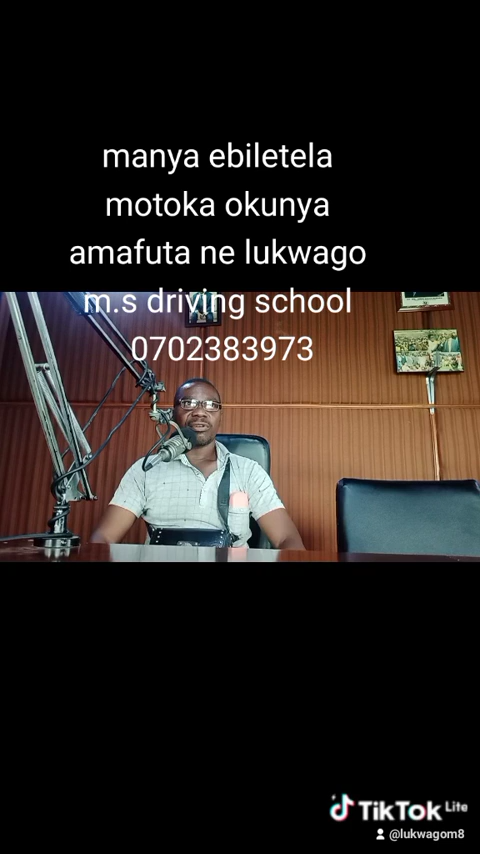 manya ebiletela
motoka okunya
amafuta ne lukwago
m.s driving school
0702383973
TikTok Lite
@lukwagom8